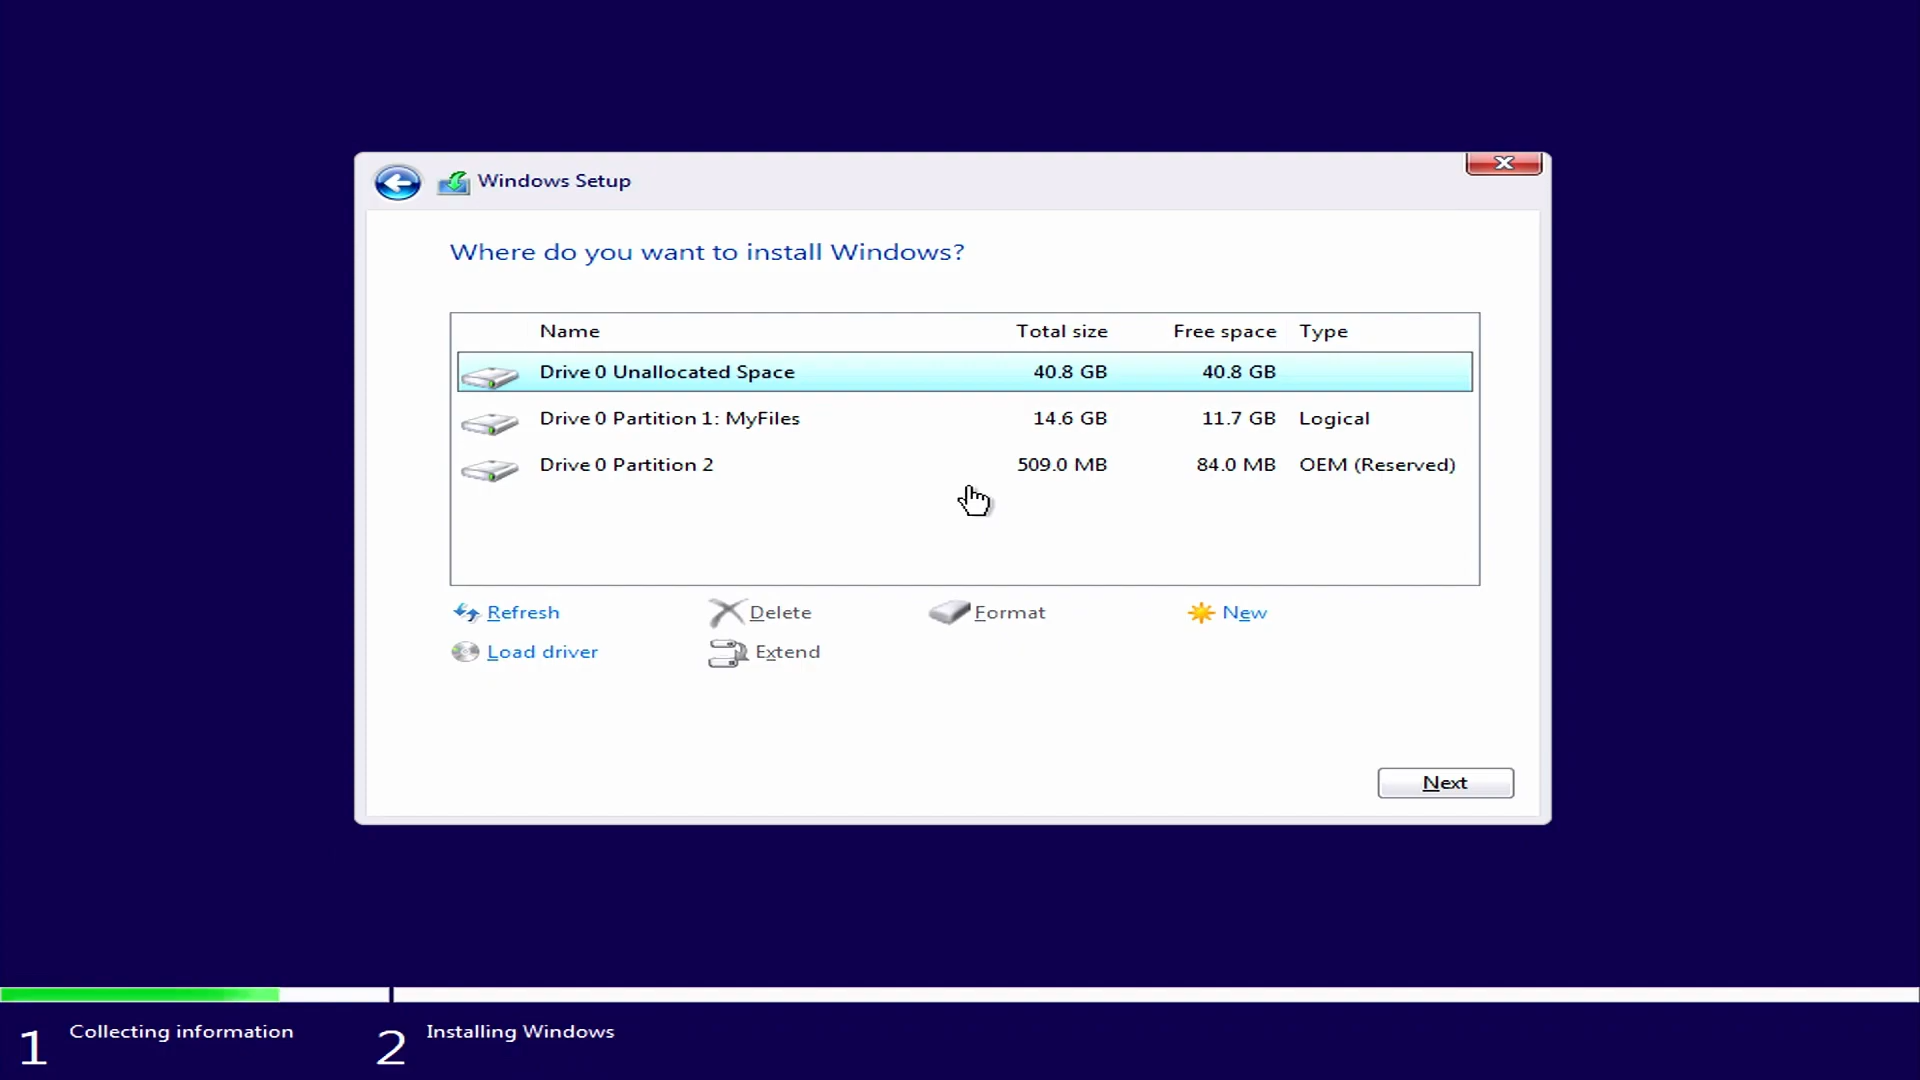 Windows Setup
Where do you want to install Windows?
Name Total size Free space Type
Drive 0 Unallocated Space 40.8 GB 40.8 GB
Drive 0 Partition 1: MyFiles 14.6 GB 11.7 GB Logical
Drive 0 Partition 2 509.0 MB 84.0 MB OEM (Reserved)
Refresh Delete Format New
Load driver Extend
Next
1 Collecting information 2 Installing Windows